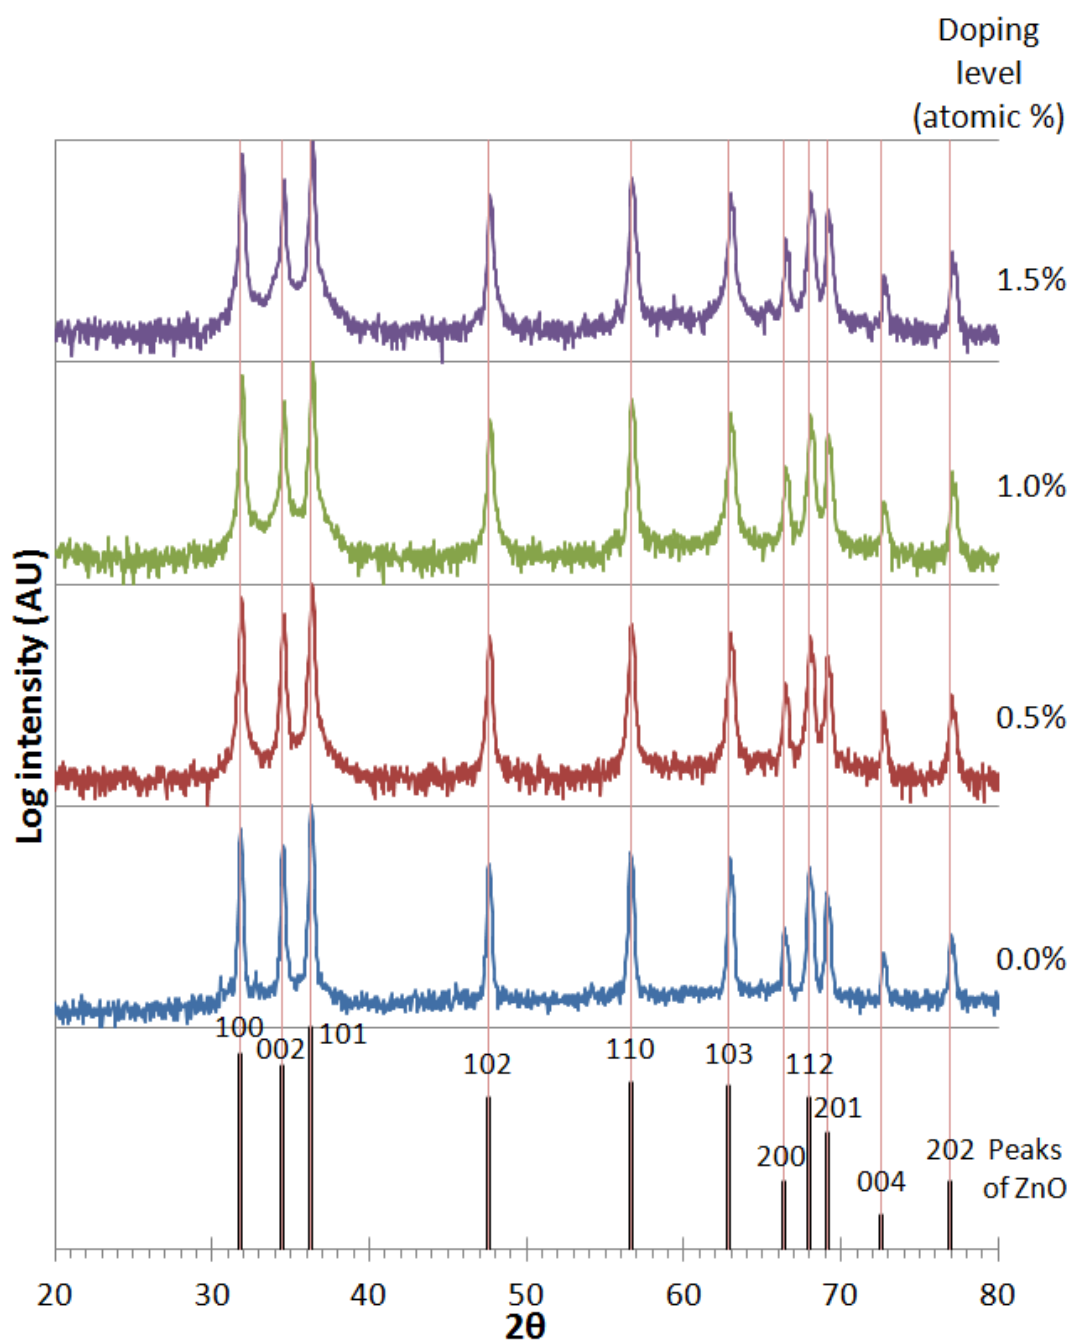 Doping
level
(atomic %)
1.5%
1.0%
0.5%
0.0%
Log intensity (AU)
100
002
101
102
110
103
112
200
201
004
202 Peaks
of ZnO
20 30 40 50 60 70 80
2θ